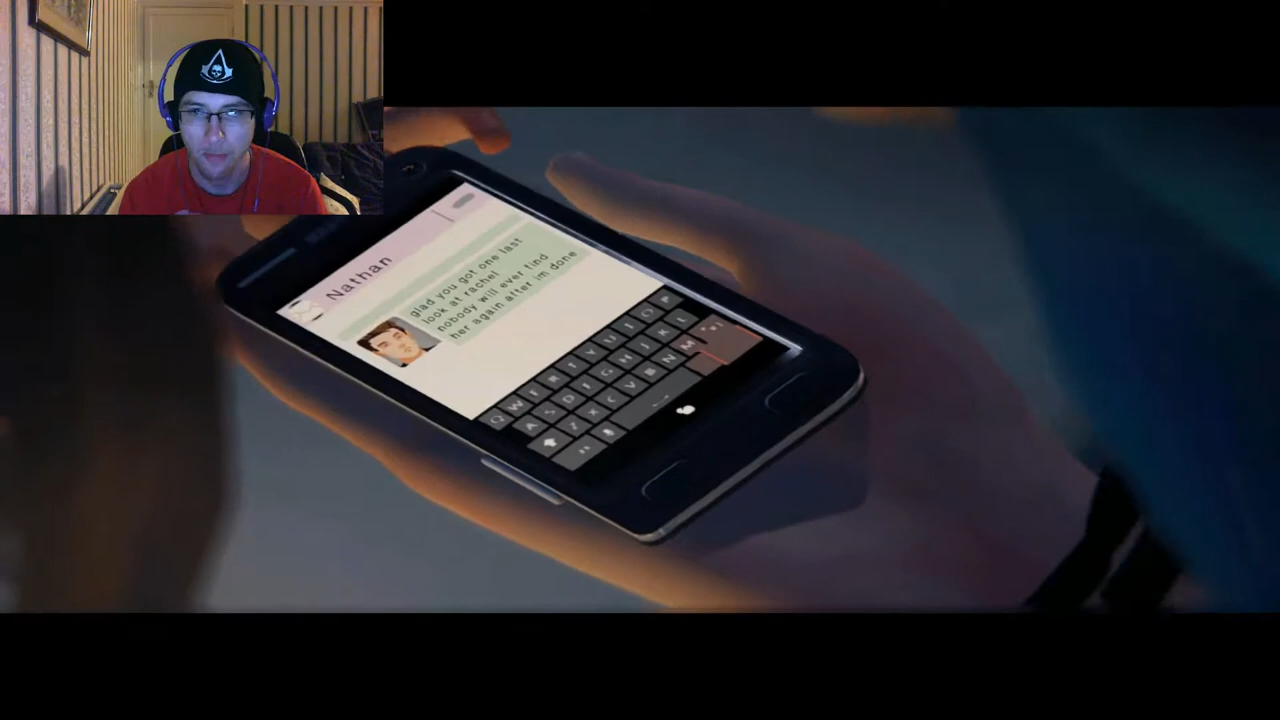 Nathan
glad you got one last
look at rachel
nobody will ever find
her again after im done
Q W E R T Y U I O P
A S D F G H J K L
Z X C V B N M